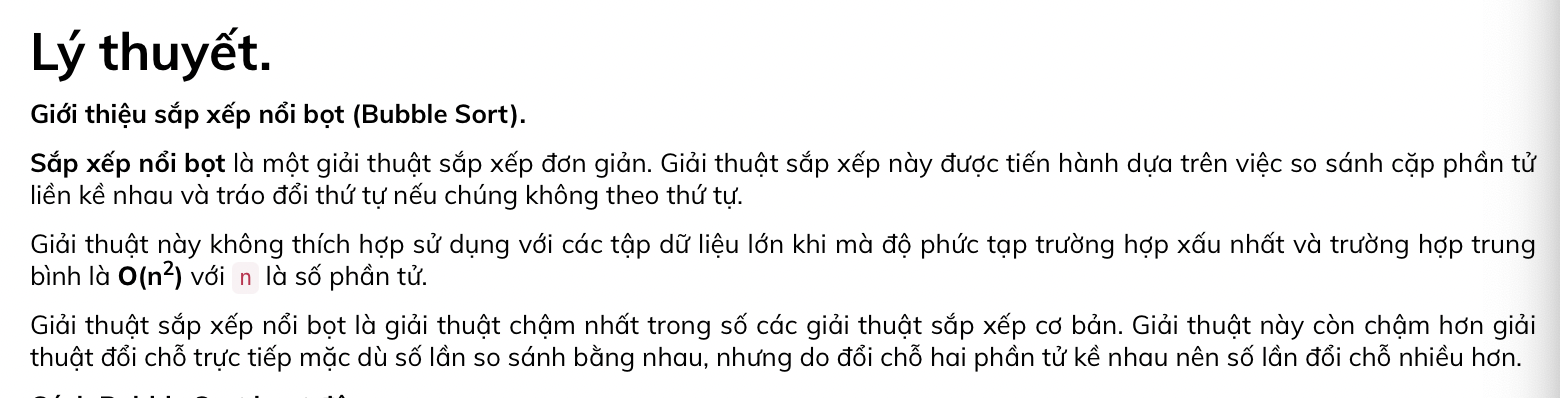 Lý thuyết.
Giới thiệu sắp xếp nổi bọt (Bubble Sort).
Sắp xếp nổi bọt là một giải thuật sắp xếp đơn giản. Giải thuật sắp xếp này được tiến hành dựa trên việc so sánh cặp phần tử
liền kề nhau và tráo đổi thứ tự nếu chúng không theo thứ tự.
Giải thuật này không thích hợp sử dụng với các tập dữ liệu lớn khi mà độ phức tạp trường hợp xấu nhất và trường hợp trung
bình là O(n²) với n là số phần tử.
Giải thuật sắp xếp nổi bọt là giải thuật chậm nhất trong số các giải thuật sắp xếp cơ bản. Giải thuật này còn chậm hơn giải
thuật đổi chỗ trực tiếp mặc dù số lần so sánh bằng nhau, nhưng do đổi chỗ hai phần tử kề nhau nên số lần đổi chỗ nhiều hơn.